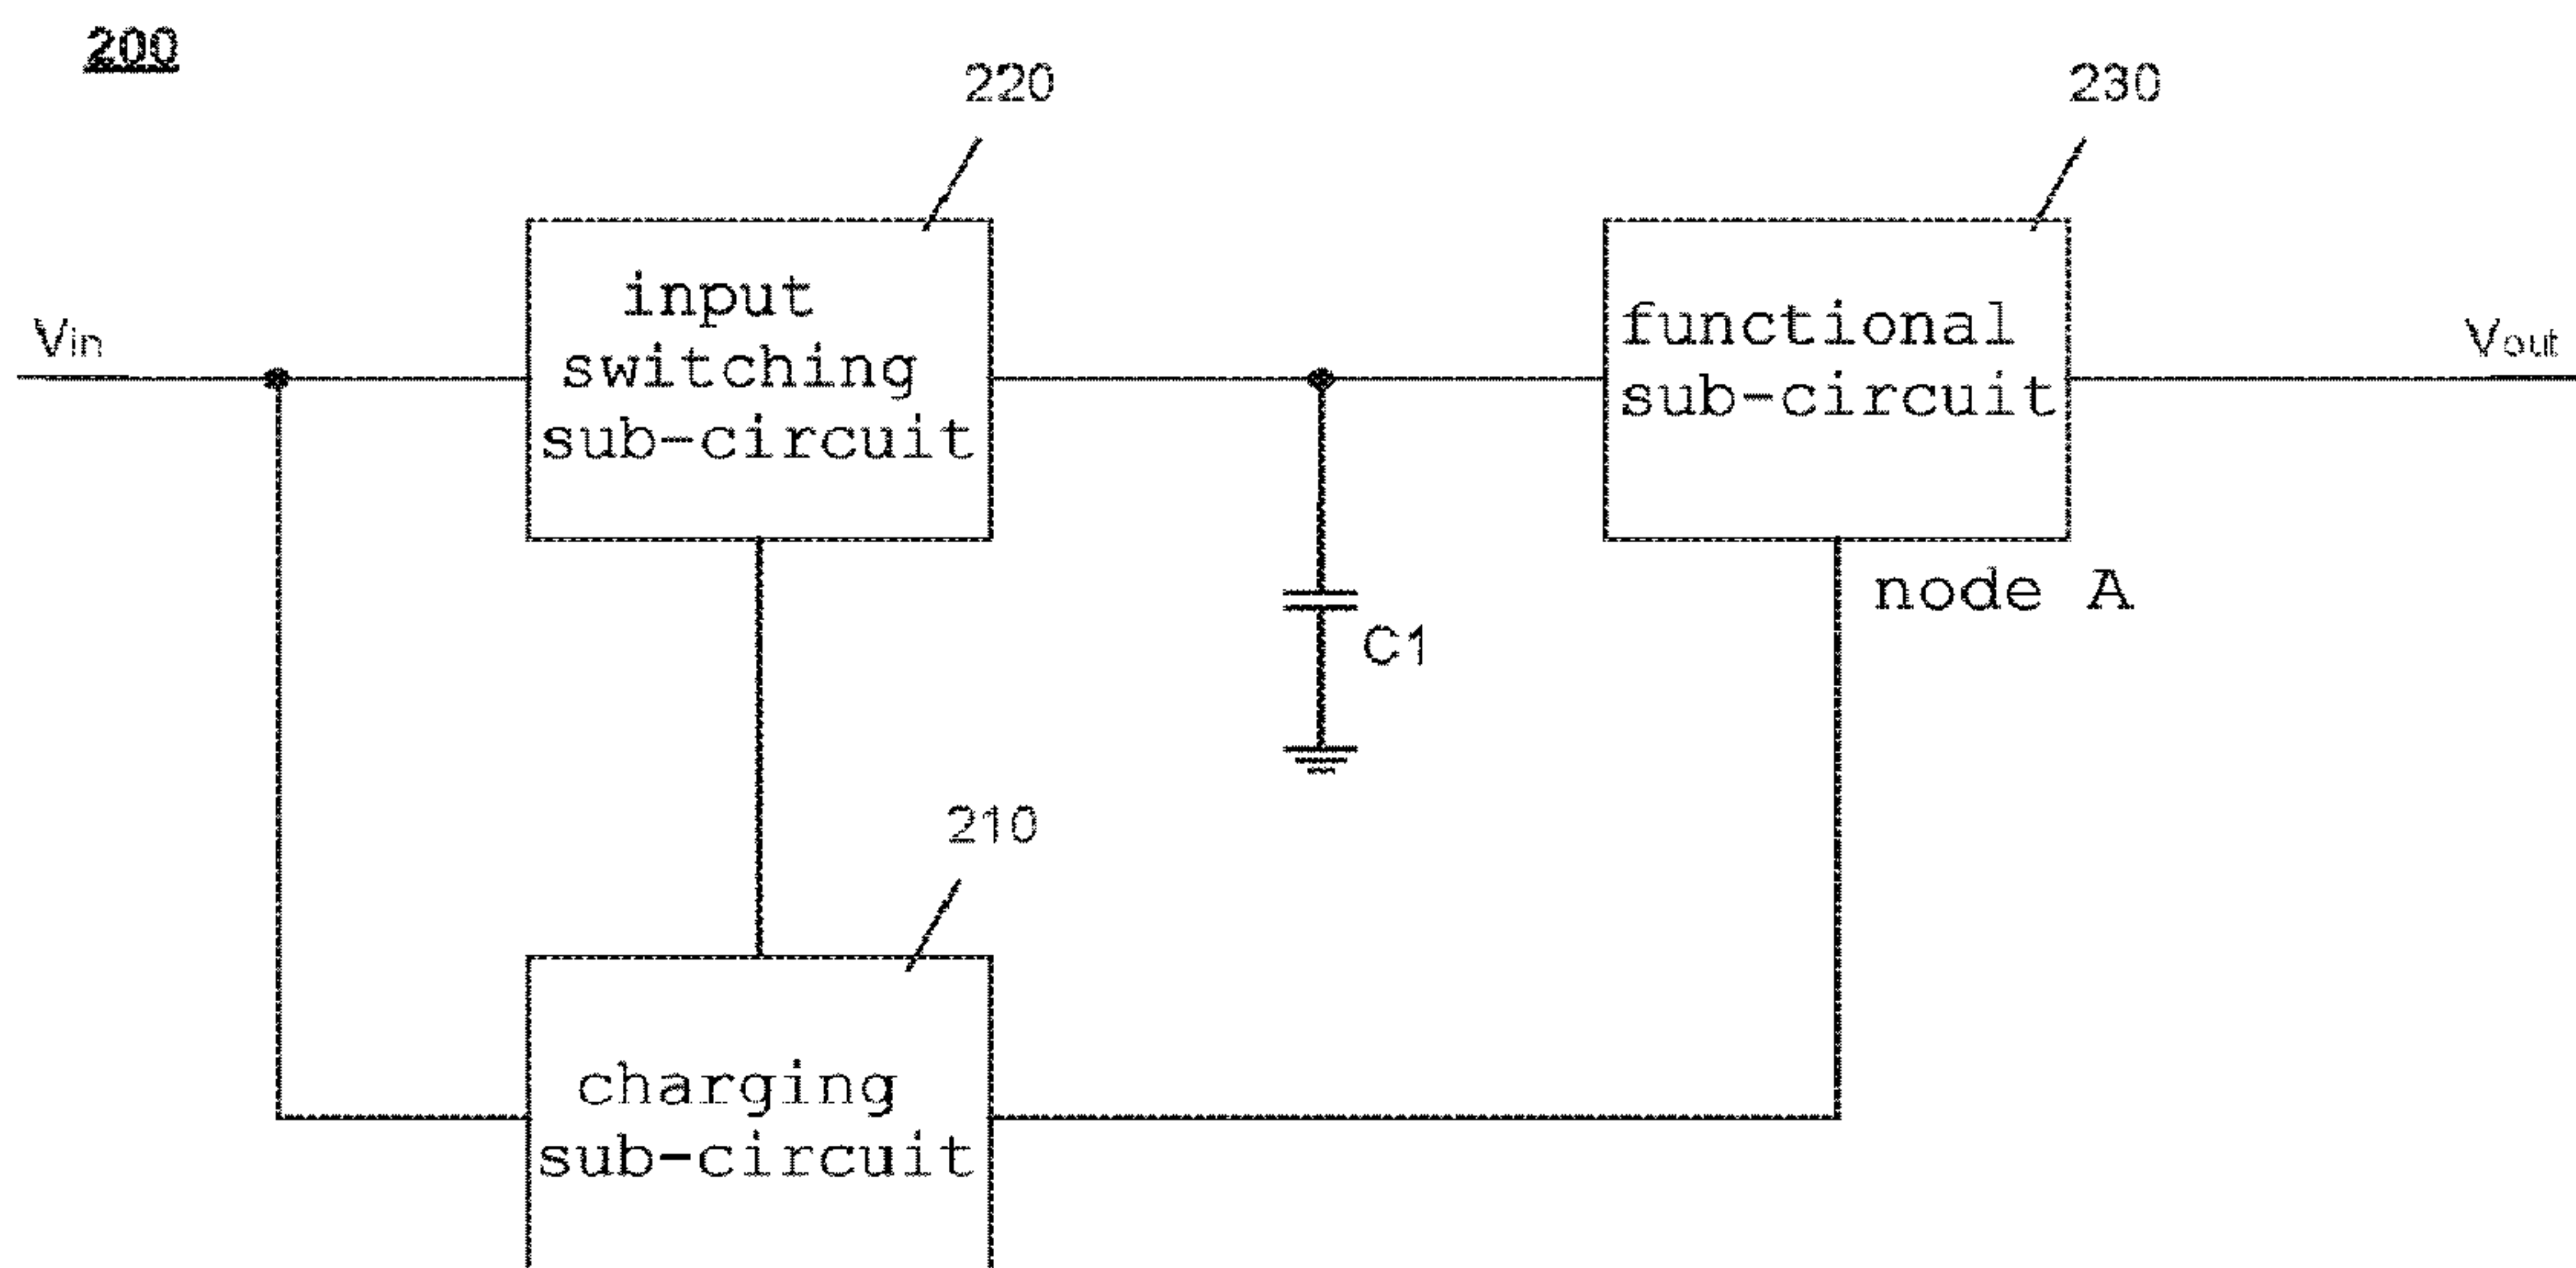 200
220
230
input
switching
sub-circuit
functional
sub-circuit
Vin
Vout
node A
C1
210
charging
sub-circuit